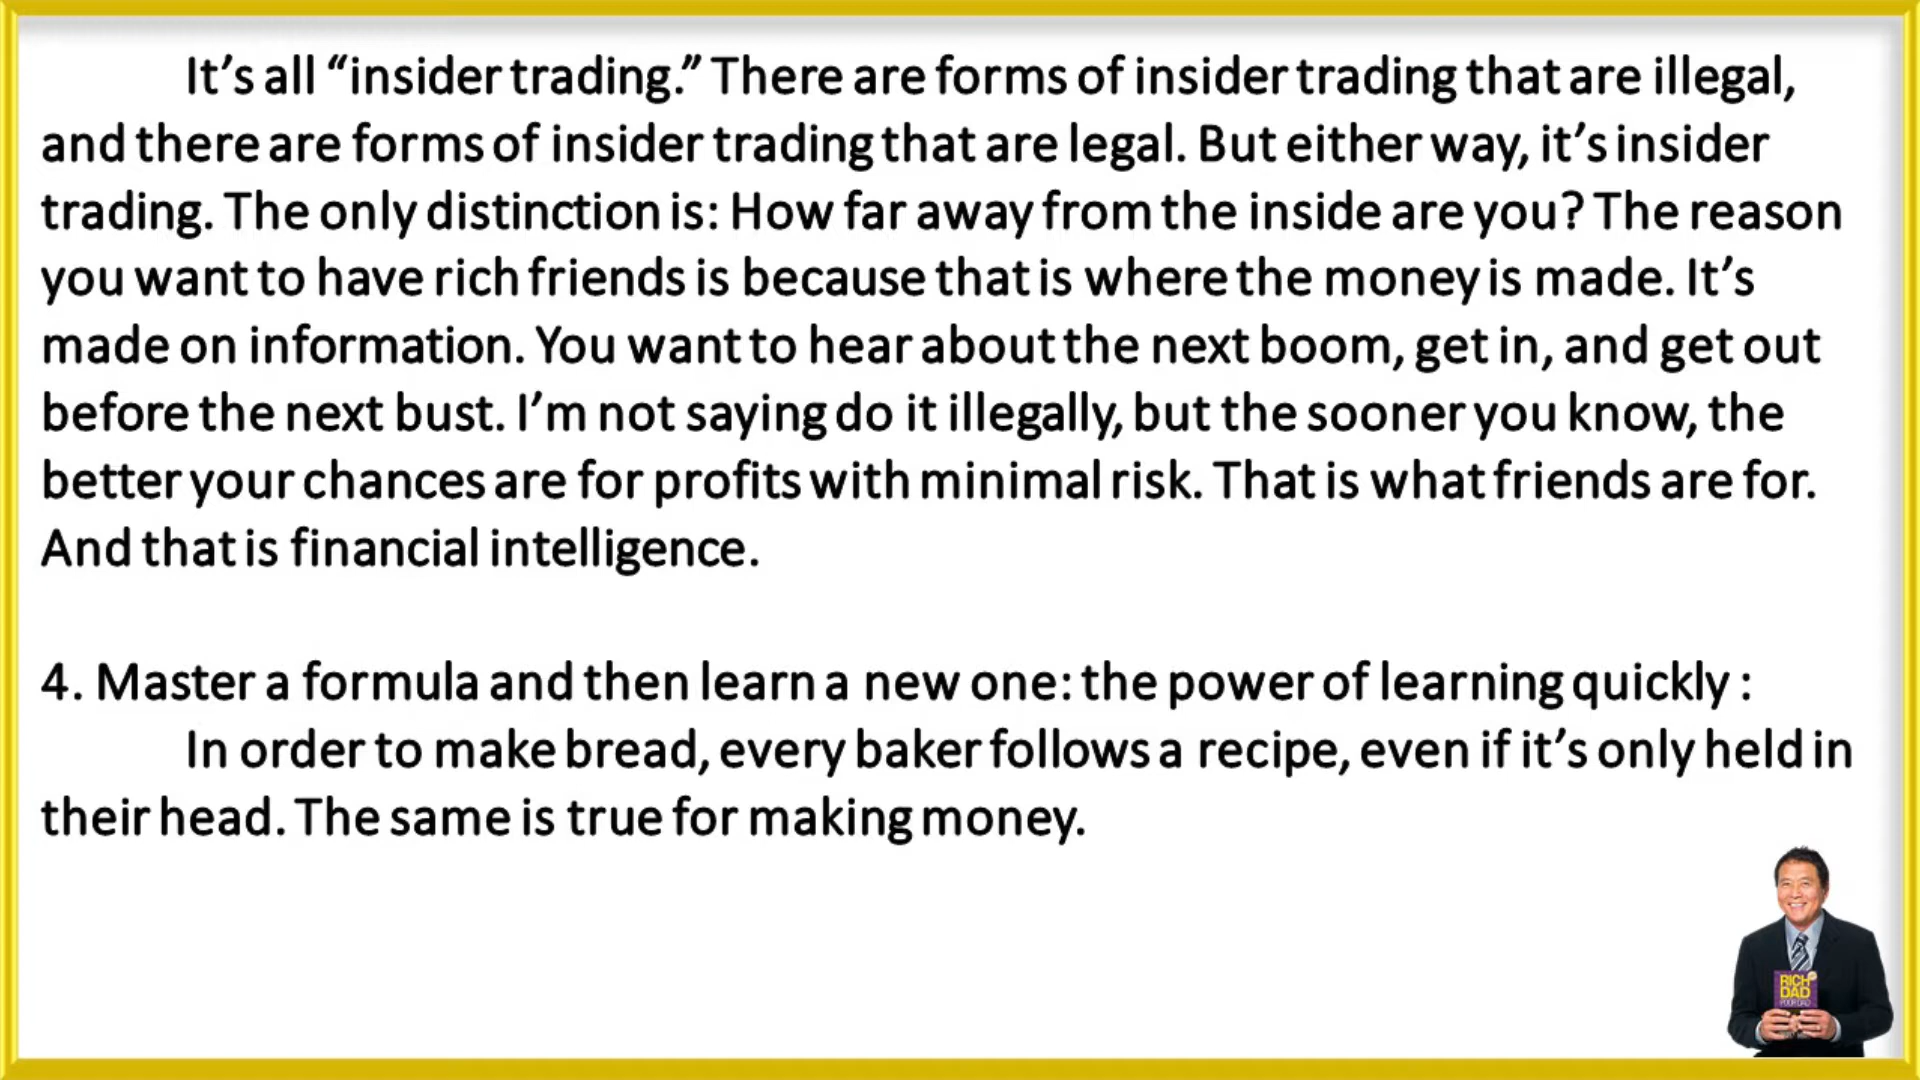 It’s all “insider trading.” There are forms of insider trading that are illegal,
and there are forms of insider trading that are legal. But either way, it’s insider
trading. The only distinction is: How far away from the inside are you? The reason
you want to have rich friends is because that is where the money is made. It’s
made on information. You want to hear about the next boom, get in, and get out
before the next bust. I’m not saying do it illegally, but the sooner you know, the
better your chances are for profits with minimal risk. That is what friends are for.
And that is financial intelligence.
4. Master a formula and then learn a new one: the power of learning quickly :
In order to make bread, every baker follows a recipe, even if it’s only held in
their head. The same is true for making money.
RICH
DAD
POOR DAD